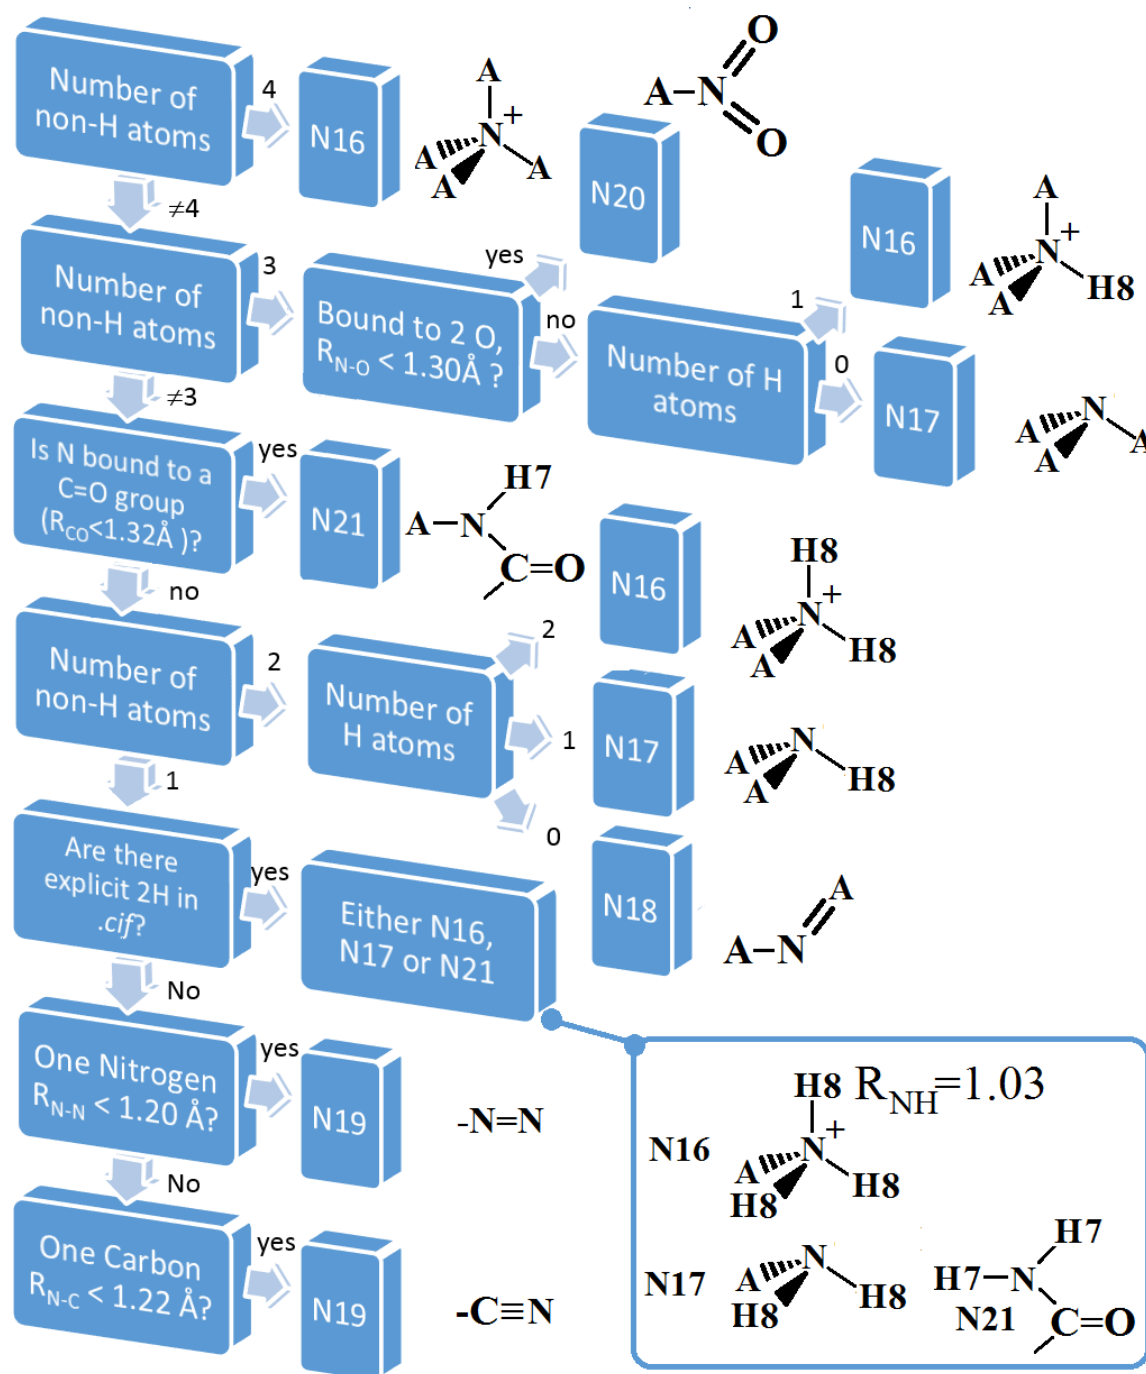 Number of
non-H atoms
4
N16
A
N+
A
A
A
O
A-N
O
≠4
Number of
non-H atoms
3
Bound to 2 O,
RN-O < 1.30Å ?
yes
N20
no
Number of H
atoms
1
N16
A
N+
A
A
H8
0
N17
A
N
A
A
≠3
Is N bound to a
C=O group
(RCO<1.32Å )?
yes
N21
H7
A-N
C=O
no
Number of
non-H atoms
2
Number of
H atoms
2
N16
H8
N+
A
A
H8
1
N17
N
A
A
H8
0
N18
A
A-N
1
Are there
explicit 2H in
.cif?
yes
Either N16,
N17 or N21
No
One Nitrogen
RN-N < 1.20 Å?
yes
N19
-N=N
No
One Carbon
RN-C < 1.22 Å?
yes
N19
-C≡N
H8 RNH=1.03
N16
A
N+
H8
H8
N17
A
N
H8
H8
H7
H7-N
N21
C=O